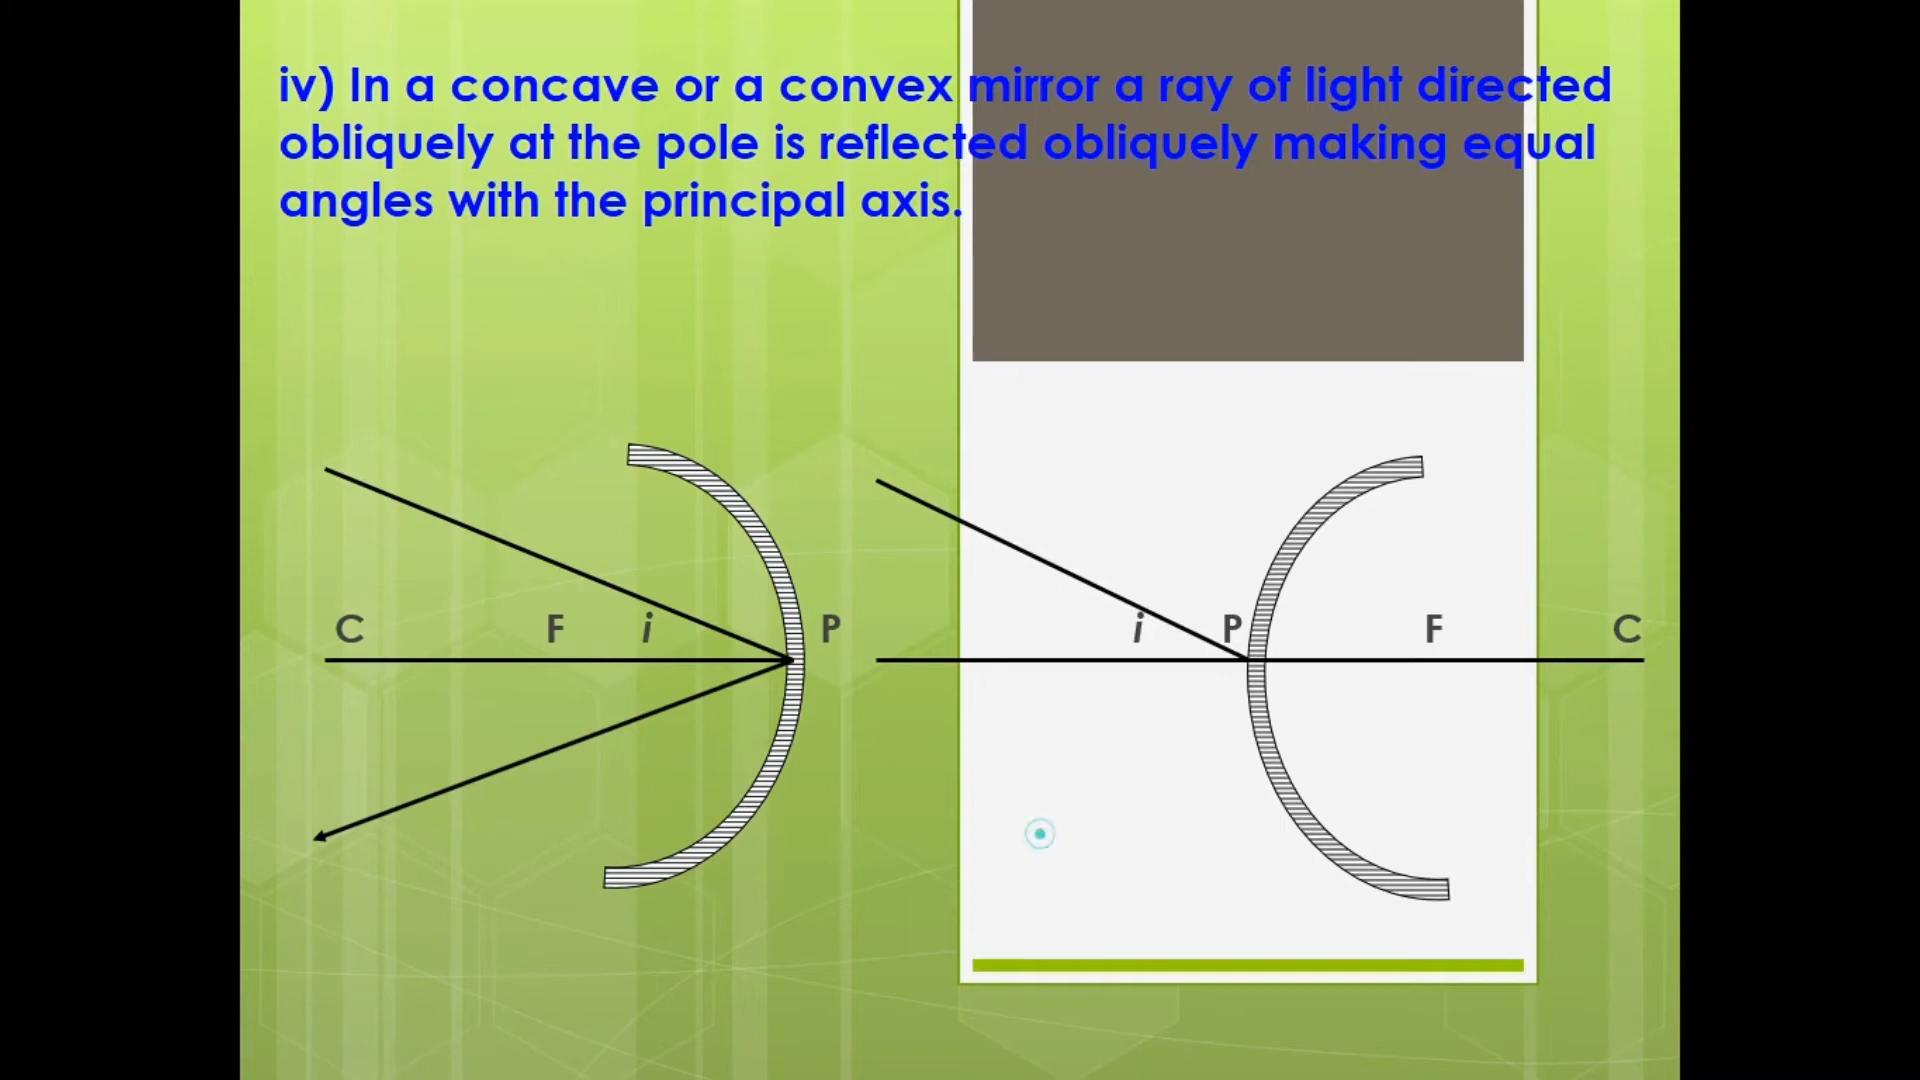 iv) In a concave or a convex mirror a ray of light directed
obliquely at the pole is reflected obliquely making equal
angles with the principal axis.
C F i P i P F C